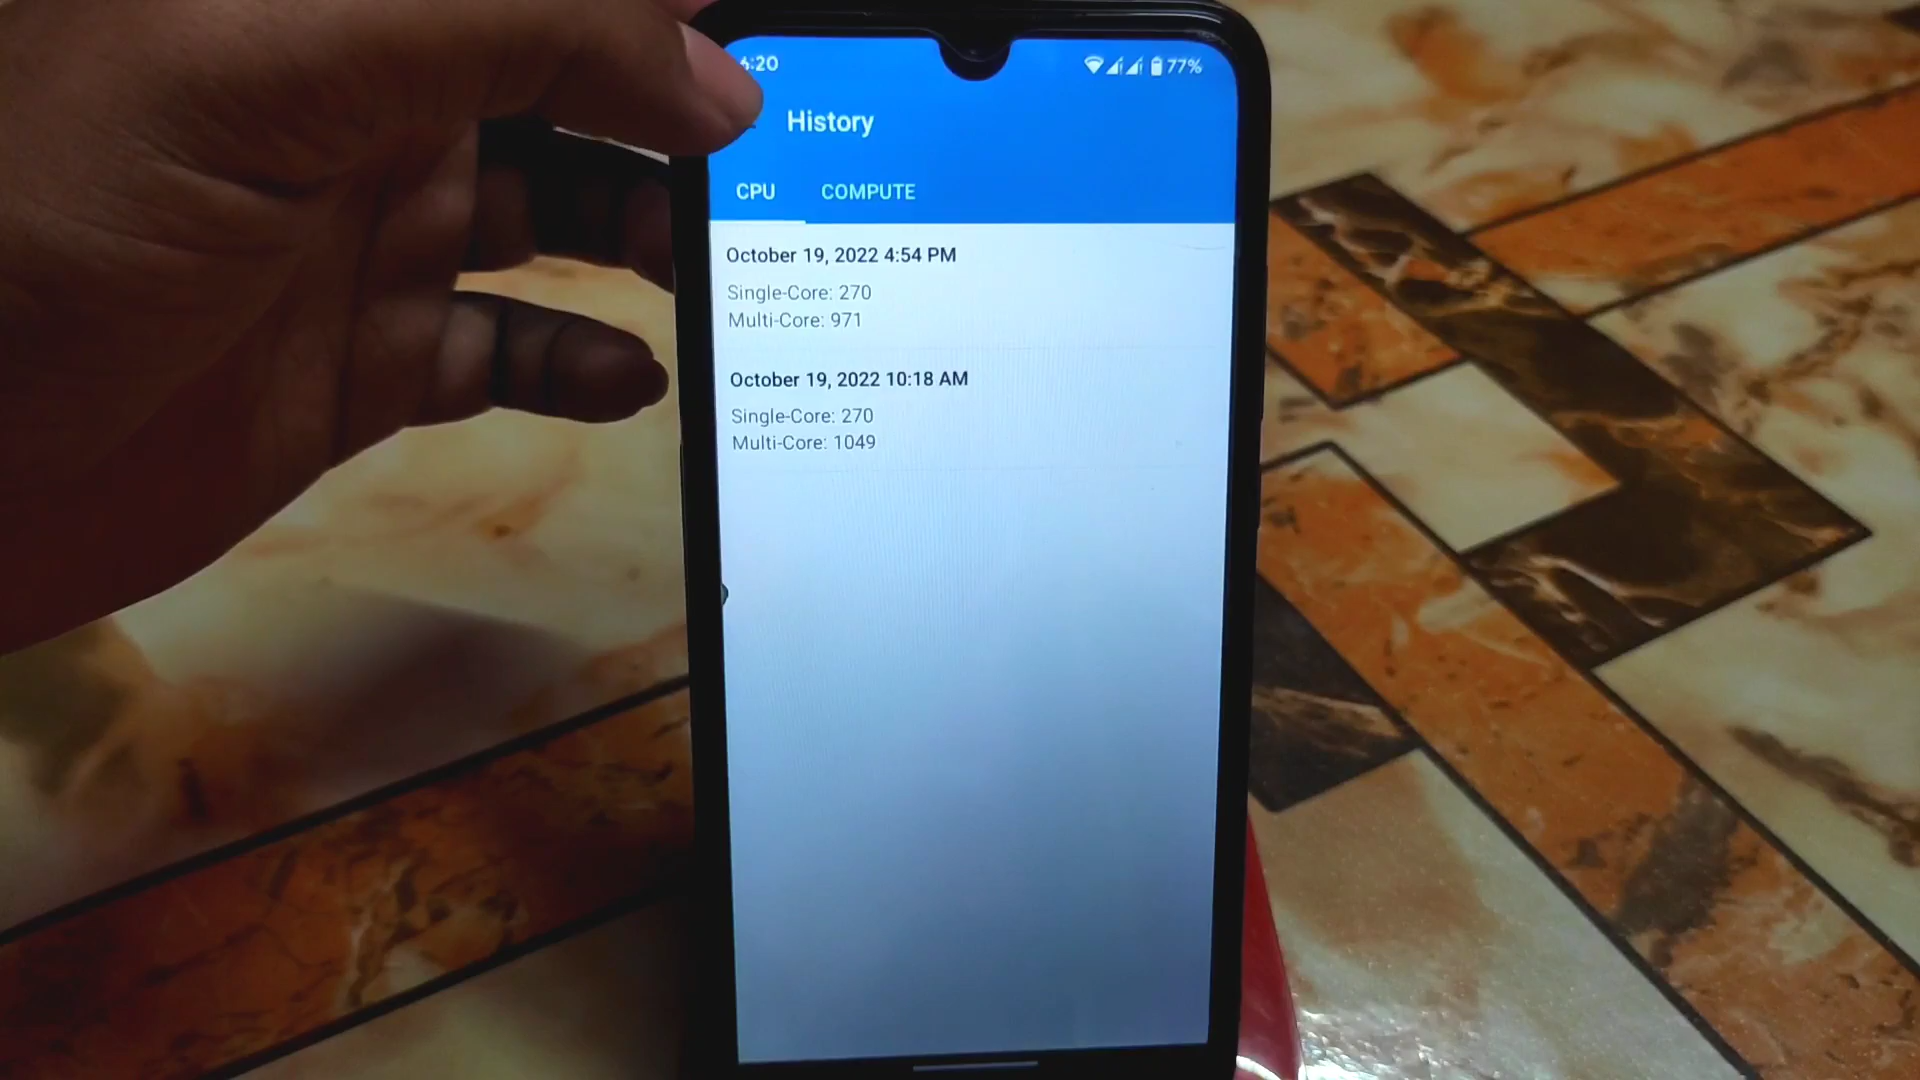 6:20 77%
History
CPU COMPUTE
October 19, 2022 4:54 PM
Single-Core: 270
Multi-Core: 971
October 19, 2022 10:18 AM
Single-Core: 270
Multi-Core: 1049